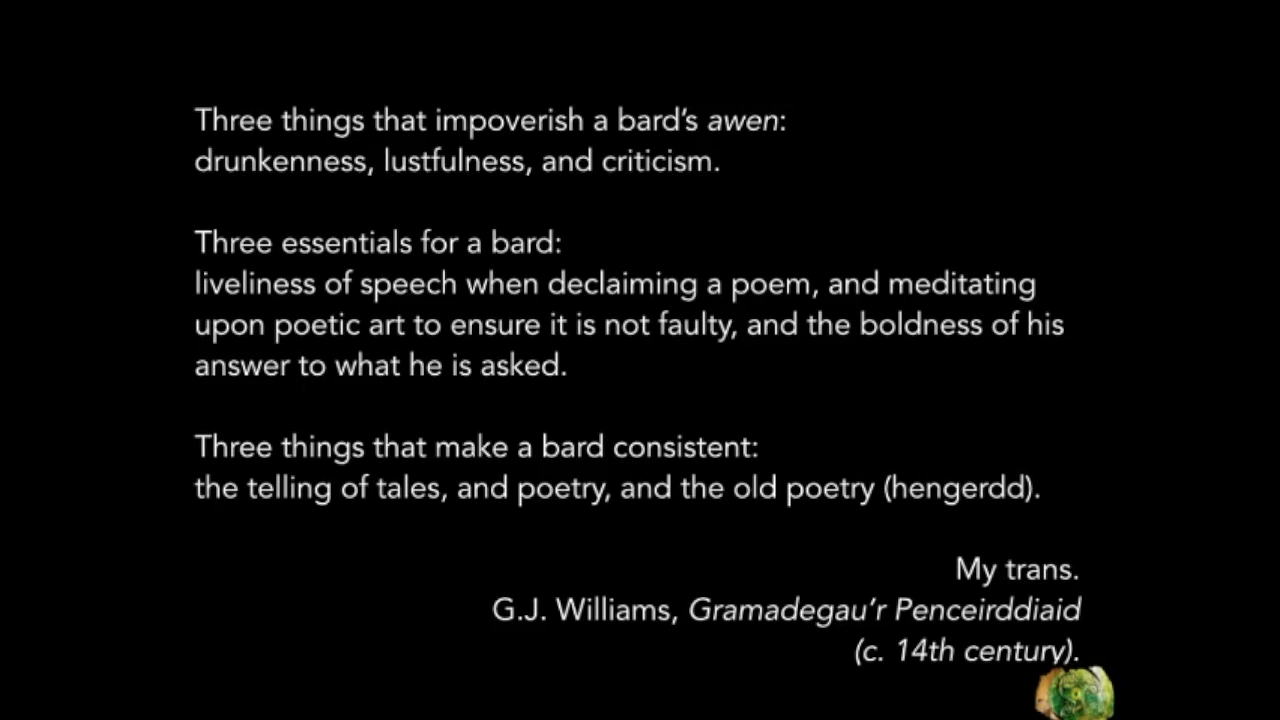 Three things that impoverish a bard’s awen:
drunkenness, lustfulness, and criticism.
Three essentials for a bard:
liveliness of speech when declaiming a poem, and meditating
upon poetic art to ensure it is not faulty, and the boldness of his
answer to what he is asked.
Three things that make a bard consistent:
the telling of tales, and poetry, and the old poetry (hengerdd).
My trans.
G.J. Williams, Gramadegau’r Penceirddiaid
(c. 14th century).